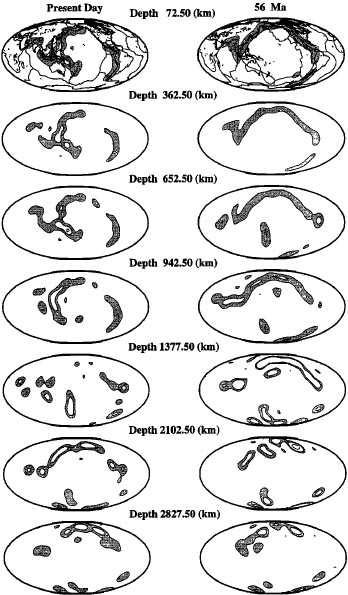 Present Day 56 Ma
Depth 72.50 (km)
Depth 362.50 (km)
Depth 652.50 (km)
Depth 942.50 (km)
Depth 1377.50 (km)
Depth 2102.50 (km)
Depth 2827.50 (km)